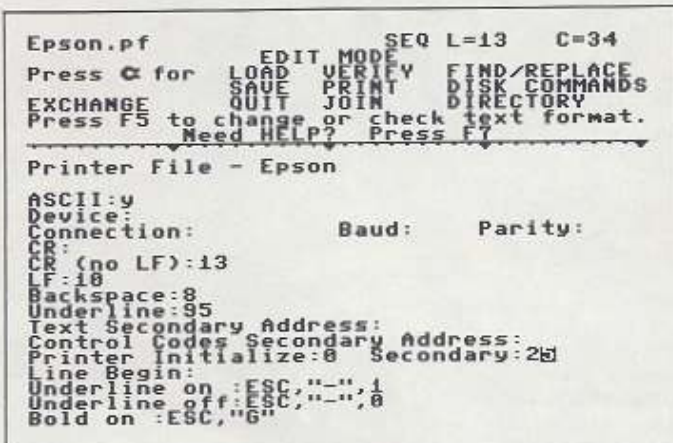 Epson.pf SEQ L=13 C=34
EDIT MODE
Press C= for LOAD VERIFY FIND/REPLACE
SAVE PRINT DISK COMMANDS
EXCHANGE QUIT JOIN DIRECTORY
Press F5 to change or check text format.
Need HELP? Press F7
Printer File - Epson
ASCII:y
Device:
Connection: Baud: Parity:
CR:
CR (no LF):13
LF:10
Backspace:8
Underline:95
Text Secondary Address:
Control Codes Secondary Address:
Printer Initialize:0 Secondary:25
Line Begin:
Underline on :ESC,"-",1
Underline off:ESC,"-",0
Bold on :ESC,"G"